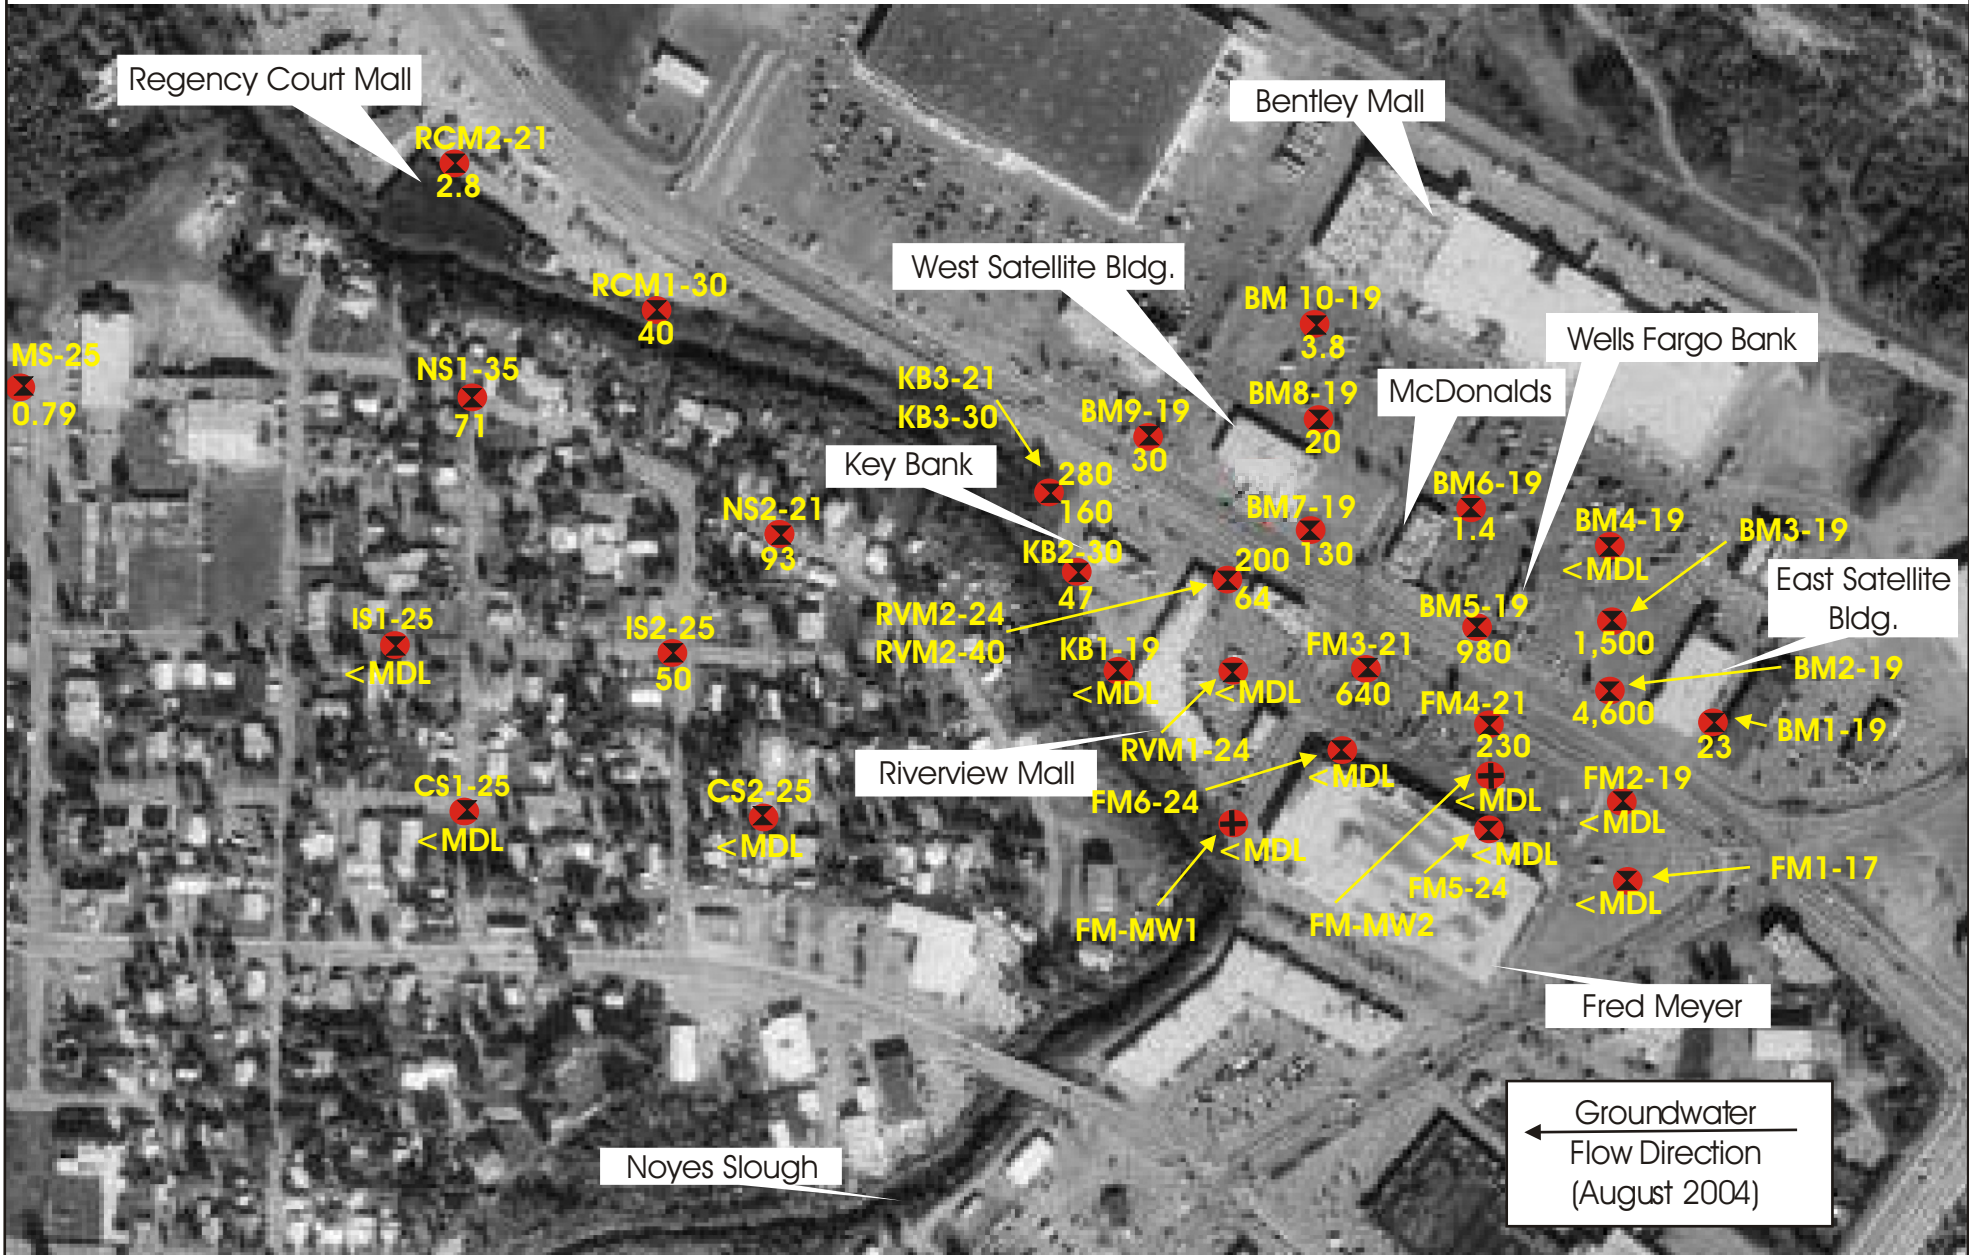 Regency Court Mall
RCM2-21
2.8
Bentley Mall
West Satellite Bldg.
RCM1-30
40
BM 10-19
3.8
Wells Fargo Bank
MS-25
0.79
NS1-35
71
KB3-21
KB3-30
280
160
BM9-19
30
BM8-19
20
McDonalds
Key Bank
BM6-19
1.4
NS2-21
93
KB2-30
47
BM7-19
130
200
64
RVM2-24
RVM2-40
BM4-19
<MDL
BM3-19
1,500
East Satellite
Bldg.
IS1-25
<MDL
IS2-25
50
KB1-19
<MDL
<MDL
RVM1-24
FM3-21
640
BM5-19
980
BM2-19
4,600
BM1-19
23
FM4-21
230
Riverview Mall
FM6-24
<MDL
<MDL
FM-MW2
FM2-19
<MDL
CS1-25
<MDL
CS2-25
<MDL
<MDL
FM-MW1
<MDL
FM5-24
FM1-17
<MDL
Fred Meyer
Noyes Slough
Groundwater
Flow Direction
(August 2004)